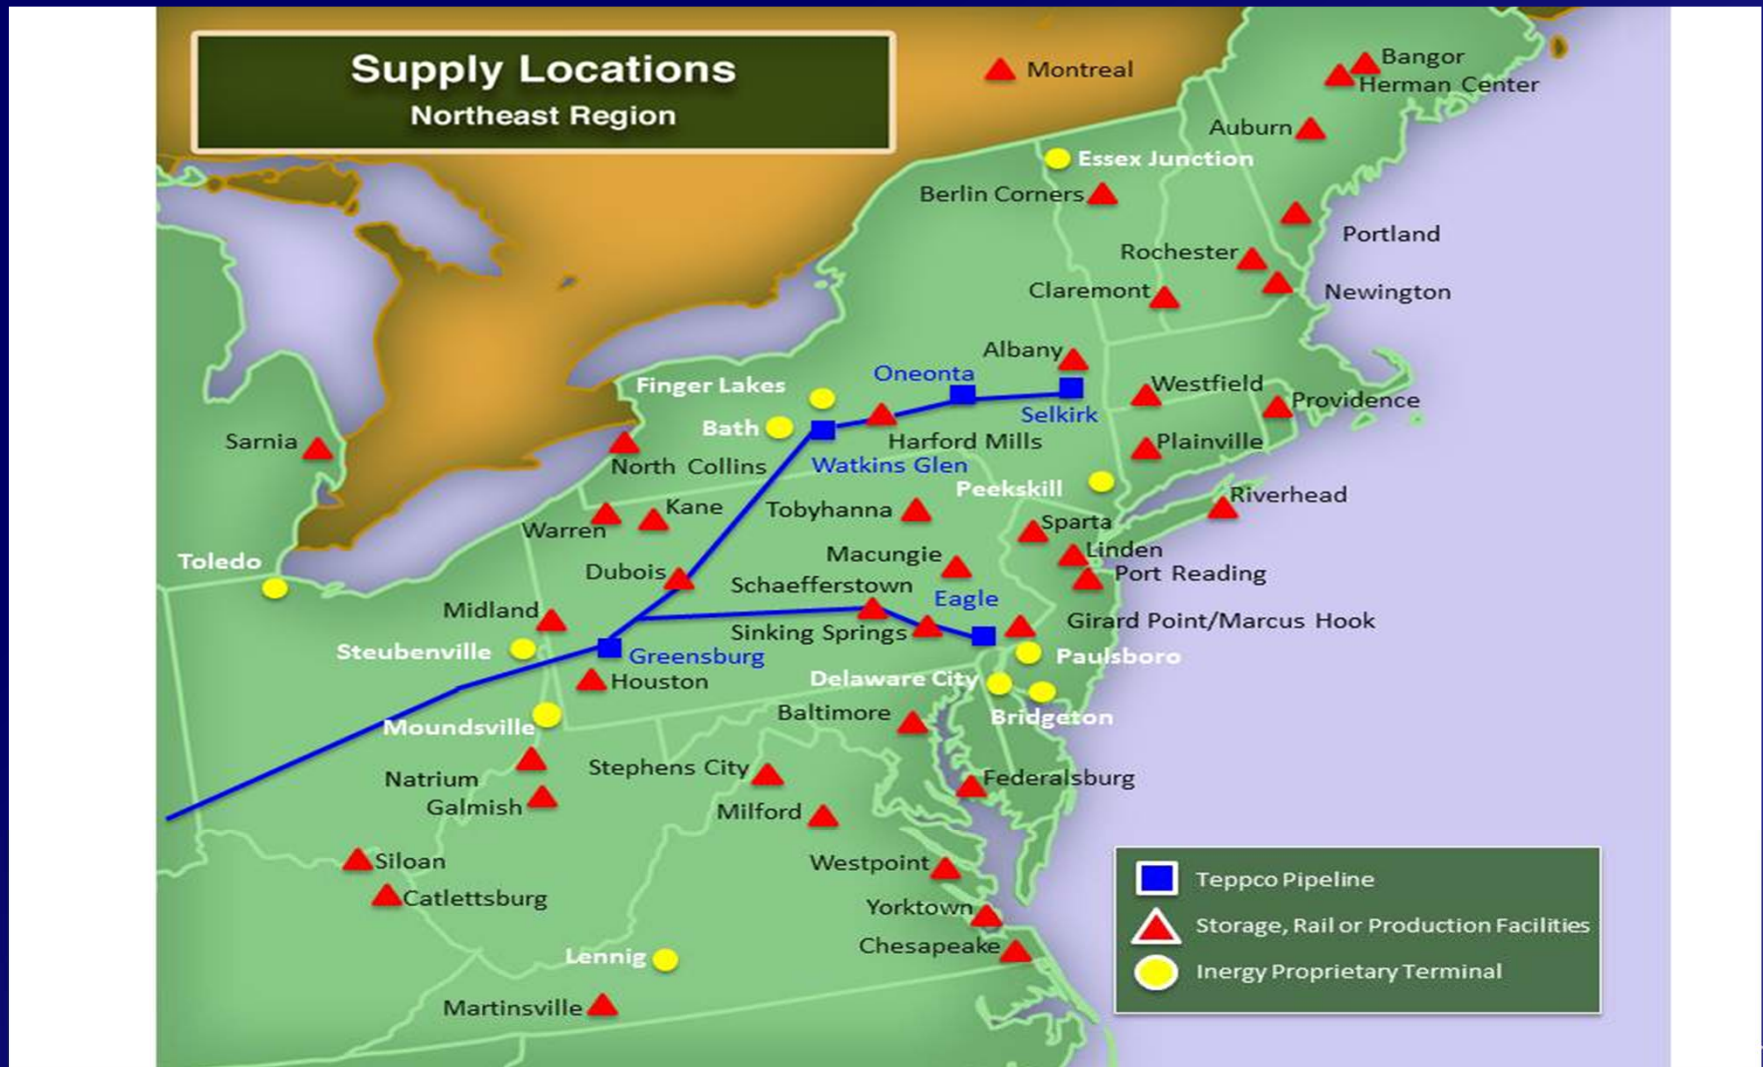 Supply Locations
Northeast Region
Montreal
Bangor
Herman Center
Auburn
Essex Junction
Berlin Corners
Portland
Rochester
Claremont
Newington
Albany
Oneonta
Finger Lakes
Westfield
Providence
Selkirk
Bath
Harford Mills
Sarnia
Plainville
North Collins
Watkins Glen
Peekskill
Riverhead
Kane
Tobyhanna
Warren
Sparta
Linden
Macungie
Toledo
Dubois
Port Reading
Schaefferstown
Eagle
Midland
Girard Point/Marcus Hook
Sinking Springs
Steubenville
Greensburg
Paulsboro
Houston
Delaware City
Baltimore
Bridgeton
Moundsville
Stephens City
Natrium
Federalsburg
Galmish
Milford
Siloan
Westpoint
Catlettsburg
Yorktown
Chesapeake
Lennig
Martinsville
Teppco Pipeline
Storage, Rail or Production Facilities
Inergy Proprietary Terminal